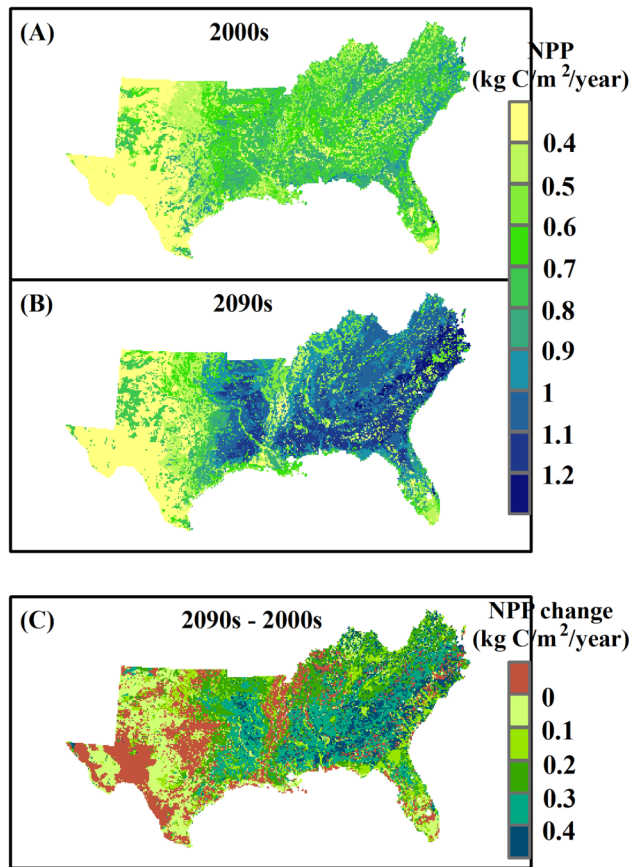 (A)
2000s
NPP
(kg C/m²/year)
0.4
0.5
0.6
0.7
0.8
0.9
1
1.1
1.2
(B)
2090s
(C)
2090s - 2000s
NPP change
(kg C/m²/year)
0
0.1
0.2
0.3
0.4